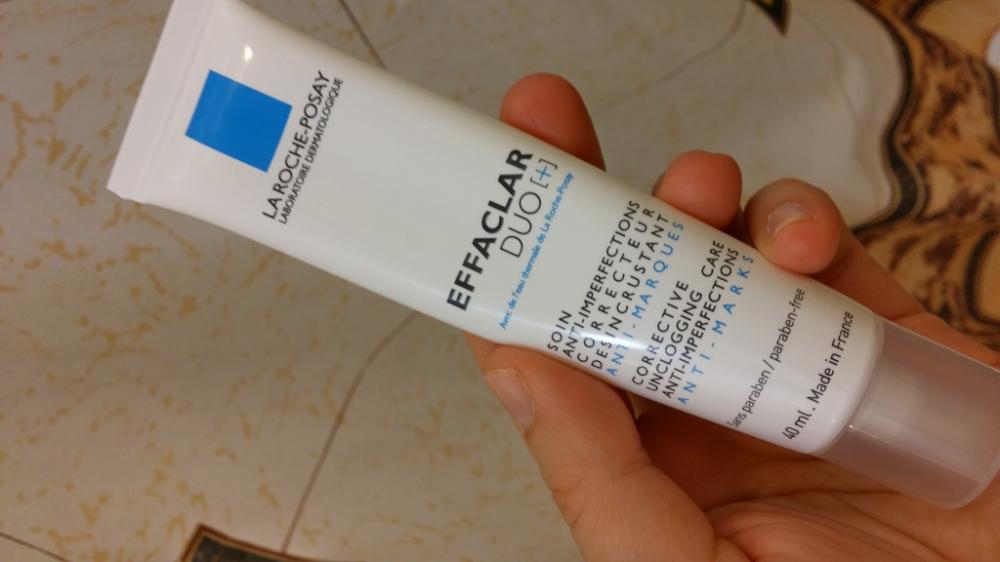 LA ROCHE-POSAY
LABORATOIRE DERMATOLOGIQUE
EFFACLAR
DUO [+]
Avec de l'eau thermale de La Roche-Posay
SOIN
ANTI-IMPERFECTIONS
CORRECTEUR
DESINCRUSTANT
ANTI-MARQUES
CORRECTIVE
UNCLOGGING CARE
ANTI-IMPERFECTIONS
ANTI-MARKS
Sans paraben / paraben-free
40 ml. Made in France